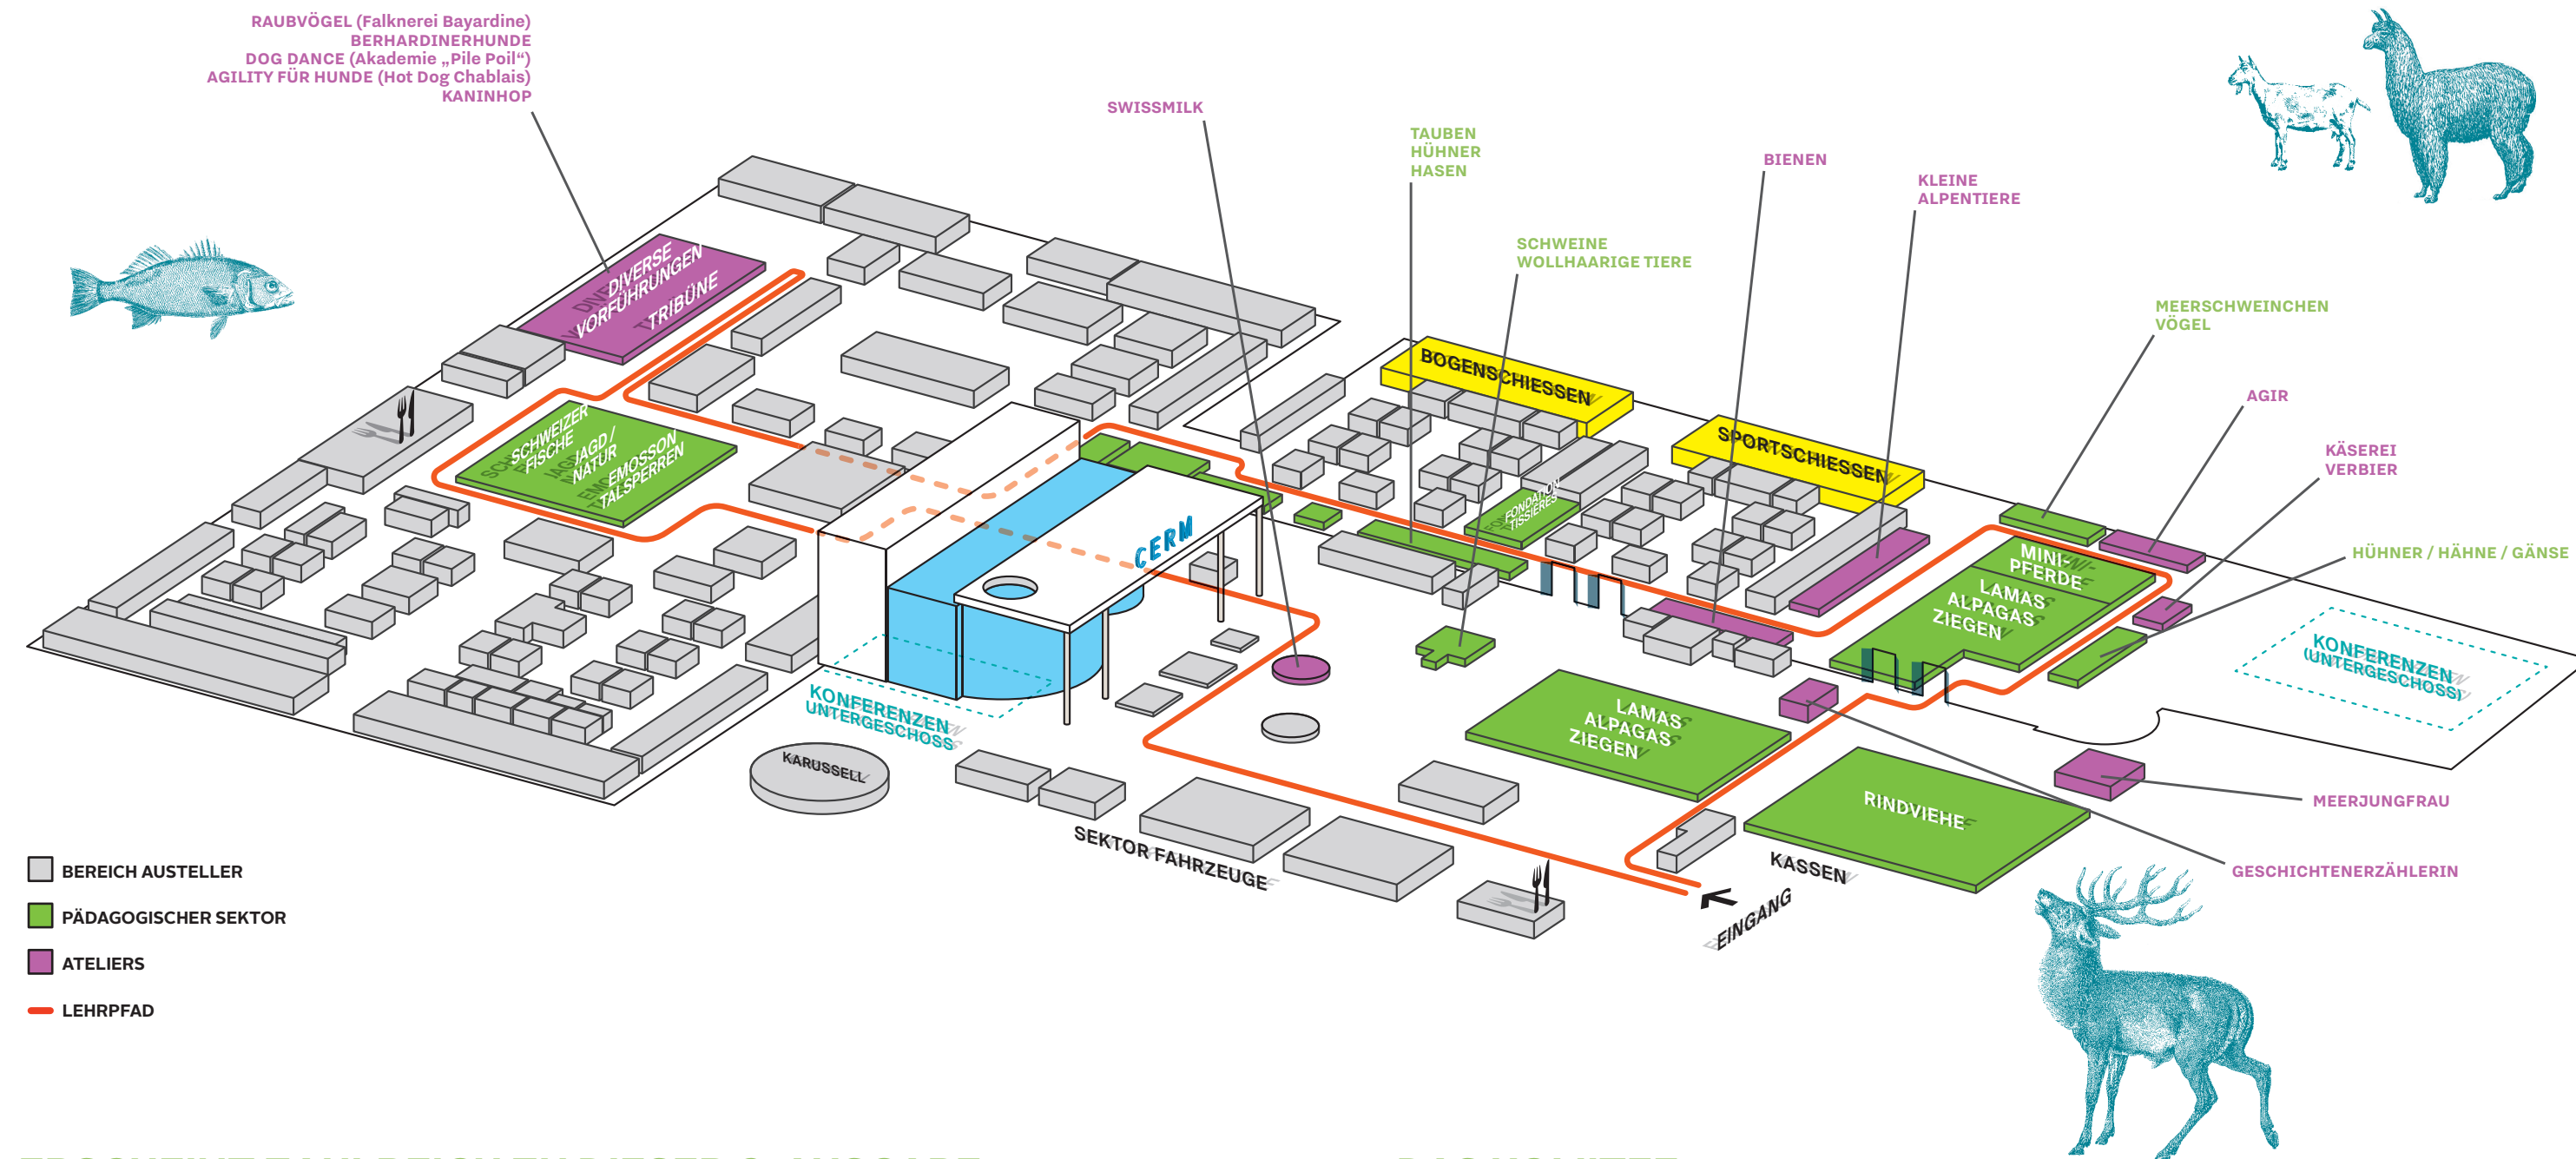 RAUBVÖGEL (Falknerei Bayardine)
BERHARDINERHUNDE
DOG DANCE (Akademie „Pile Poil“)
AGILITY FÜR HUNDE (Hot Dog Chablais)
KANINHOP
SWISSMILK
TAUBEN
HÜHNER
HASEN
BIENEN
KLEINE
ALPENTIERE
SCHWEINE
WOLLHAARIGE TIERE
MEERSCHWEINCHEN
VÖGEL
AGIR
KÄSEREI
VERBIER
HÜHNER / HÄHNE / GÄNSE
DIVERSE
VORFÜHRUNGEN
TRIBÜNE
BOGENSCHIESSEN
SPORTSCHIESSEN
SCHWEIZER
FISCHE
JAGD /
NATUR
EMOSSON
TALSPERREN
FONDATION
TISSIERES
CERM
MINI-
PFERDE
LAMAS
ALPAGAS
ZIEGEN
KONFERENZEN
(UNTERGESCHOSS)
KONFERENZEN
UNTERGESCHOSS
LAMAS
ALPAGAS
ZIEGEN
KARUSSELL
RINDVIEHE
MEERJUNGFRAU
SEKTOR FAHRZEUGE
KASSEN
EINGANG
GESCHICHTENERZÄHLERIN
BEREICH AUSTELLER
PÄDAGOGISCHER SEKTOR
ATELIERS
LEHRPFAD